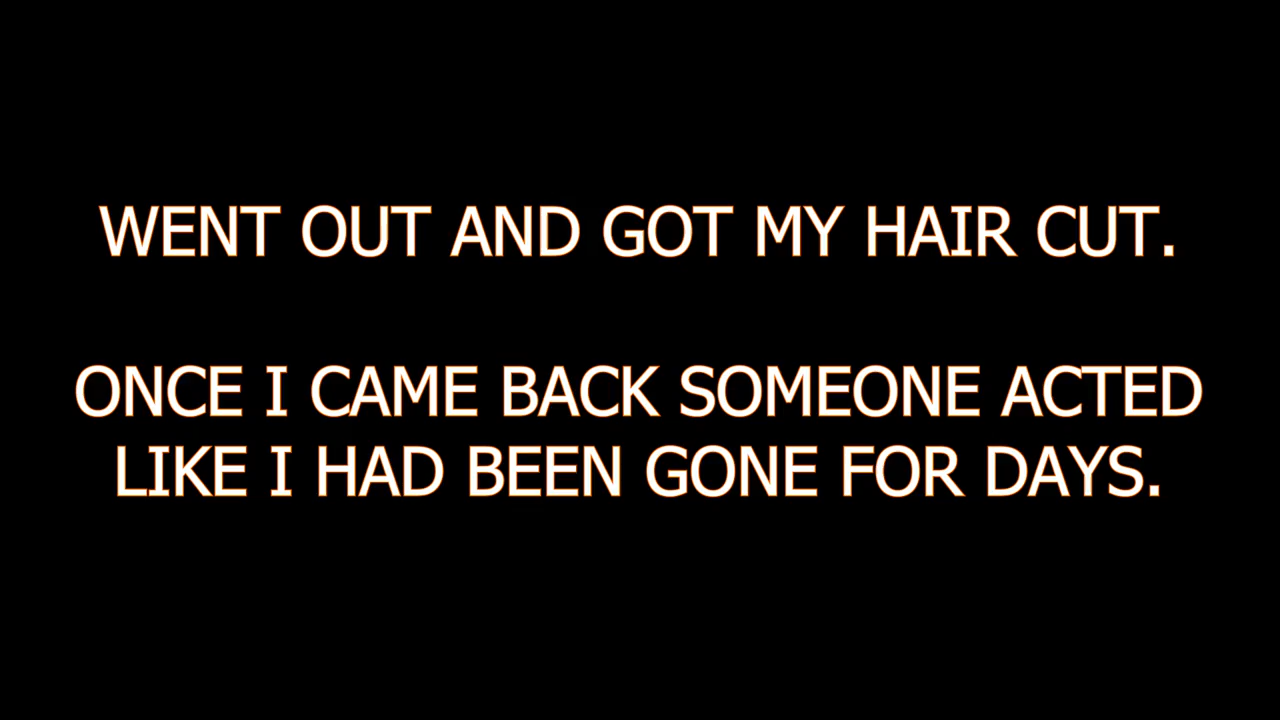 WENT OUT AND GOT MY HAIR CUT.
ONCE I CAME BACK SOMEONE ACTED
LIKE I HAD BEEN GONE FOR DAYS.